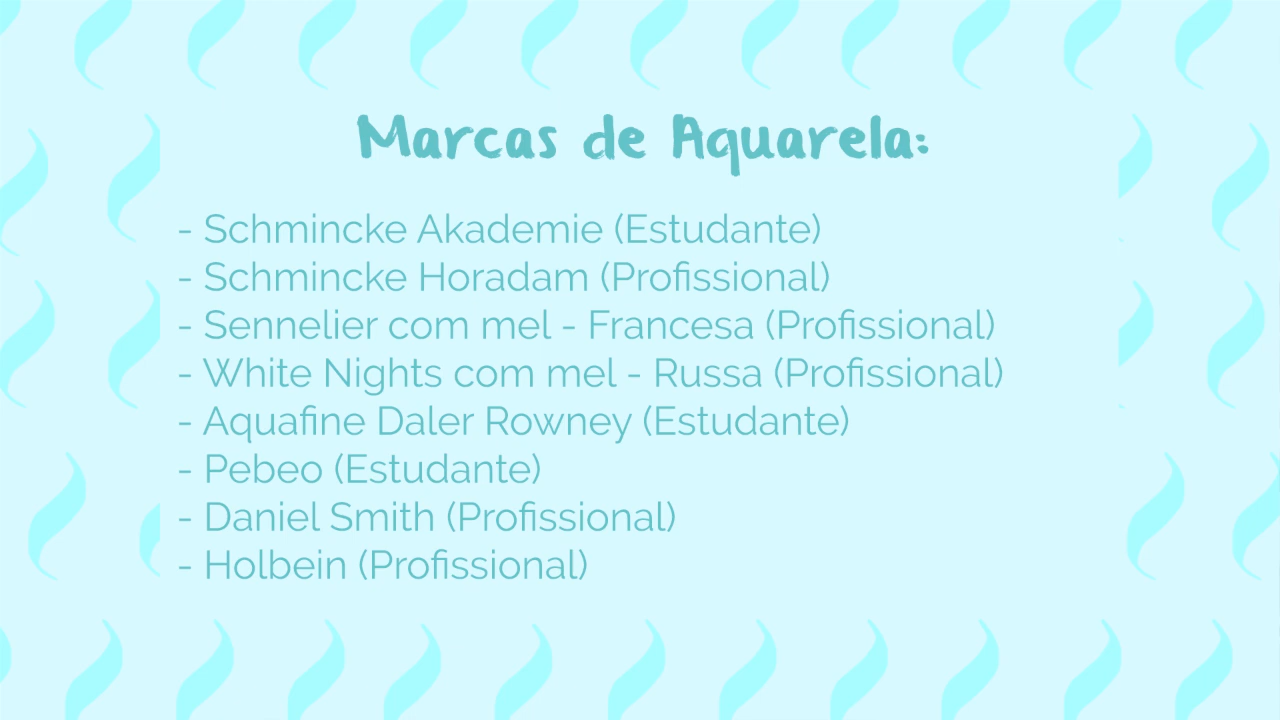 Marcas de Aquarela:
- Schmincke Akademie (Estudante)
- Schmincke Horadam (Profissional)
- Sennelier com mel - Francesa (Profissional)
- White Nights com mel - Russa (Profissional)
- Aquafine Daler Rowney (Estudante)
- Pebeo (Estudante)
- Daniel Smith (Profissional)
- Holbein (Profissional)